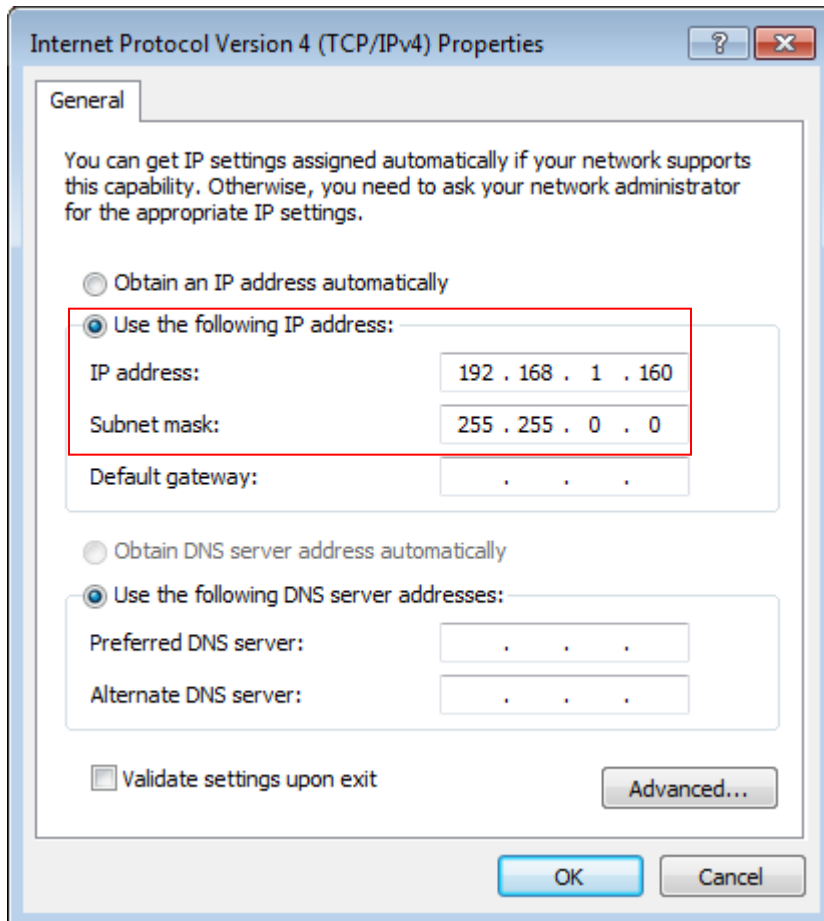 Internet Protocol Version 4 (TCP/IPv4) Properties
?
General
You can get IP settings assigned automatically if your network supports
this capability. Otherwise, you need to ask your network administrator
for the appropriate IP settings.
Obtain an IP address automatically
Use the following IP address:
IP address: 192 . 168 . 1 . 160
Subnet mask: 255 . 255 . 0 . 0
Default gateway: . . .
Obtain DNS server address automatically
Use the following DNS server addresses:
Preferred DNS server: . . .
Alternate DNS server: . . .
Validate settings upon exit
Advanced...
OK Cancel